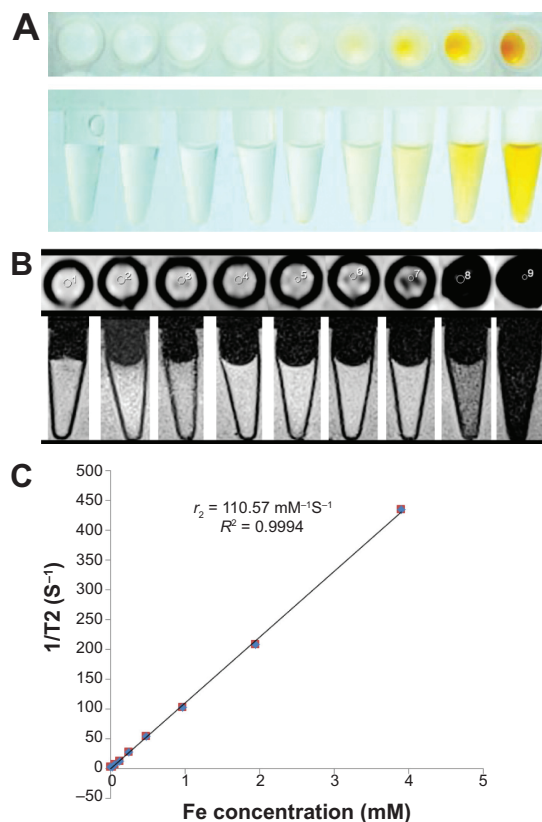 A
B
1 2 3 4 5 6 7 8 9
C
500
450
400
350
300
250
200
150
100
50
0
–50
1/T2 (S⁻¹)
r₂ = 110.57 mM⁻¹S⁻¹
R² = 0.9994
0 1 2 3 4 5
Fe concentration (mM)